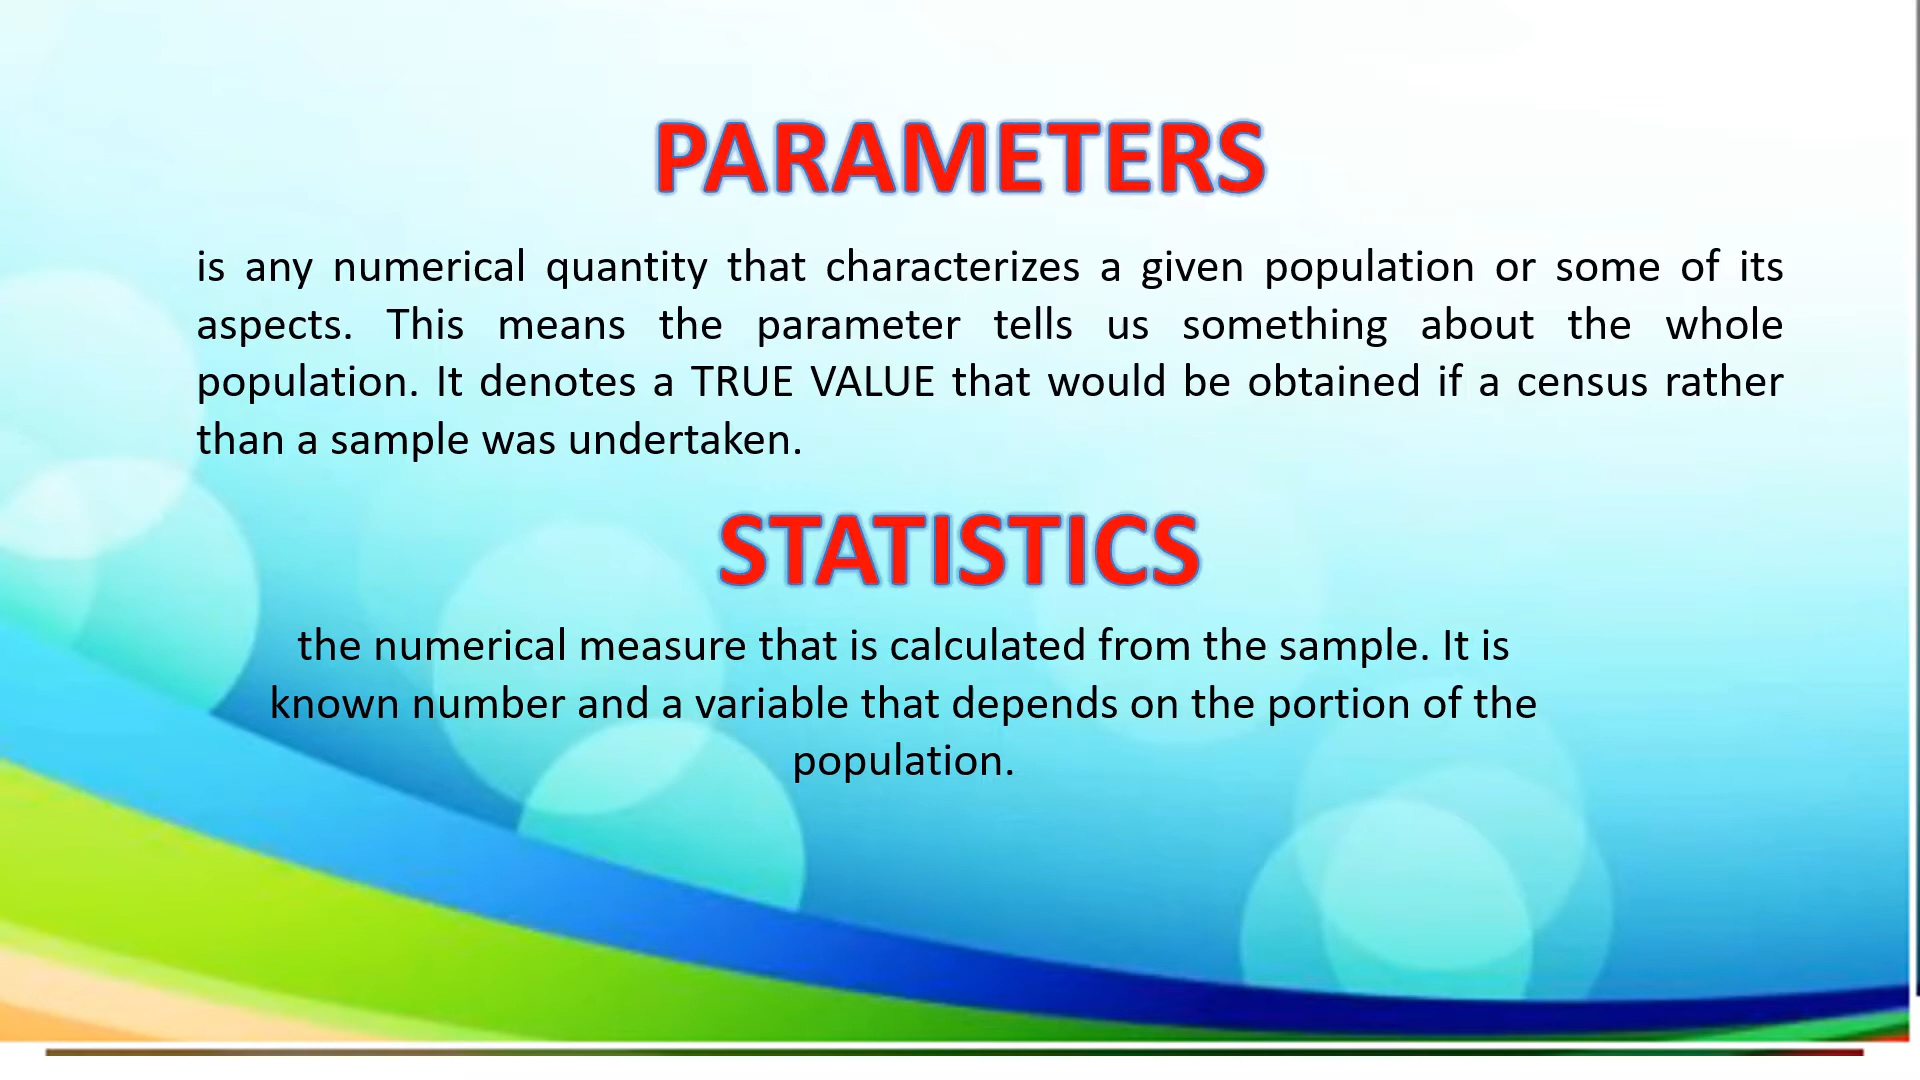 PARAMETERS
is any numerical quantity that characterizes a given population or some of its
aspects. This means the parameter tells us something about the whole
population. It denotes a TRUE VALUE that would be obtained if a census rather
than a sample was undertaken.
STATISTICS
the numerical measure that is calculated from the sample. It is
known number and a variable that depends on the portion of the
population.